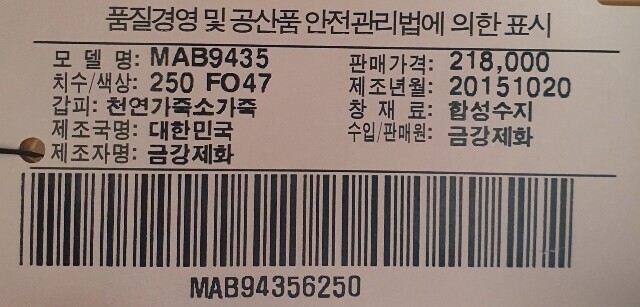 품질경영 및 공산품 안전관리법에 의한 표시
모 델 명: MAB9435 판매가격: 218,000
치수/색상: 250 FO47 제조년월: 20151020
갑피: 천연가죽소가죽 창 재 료: 합성수지
제조국명: 대한민국 수입/판매원: 금강제화
제조자명: 금강제화
MAB94356250